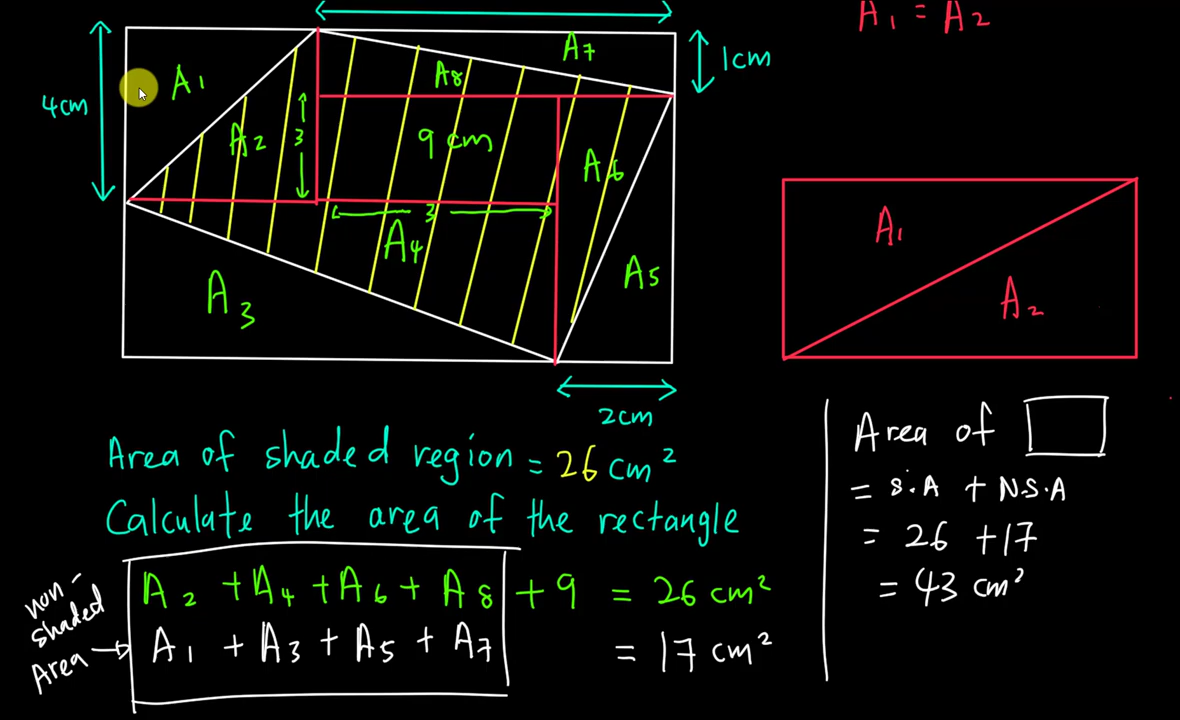 A1 = A2
A7
1cm
A1
A8
4cm
A2
3
9 cm
A6
3
A4
A1
A5
A3
A2
2cm
Area of shaded region = 26 cm²
Calculate the area of the rectangle
non-
shaded
Area
A2 + A4 + A6 + A8 + 9 = 26 cm²
A1 + A3 + A5 + A7 = 17 cm²
Area of
= S.A + N.S.A
= 26 + 17
= 43 cm²